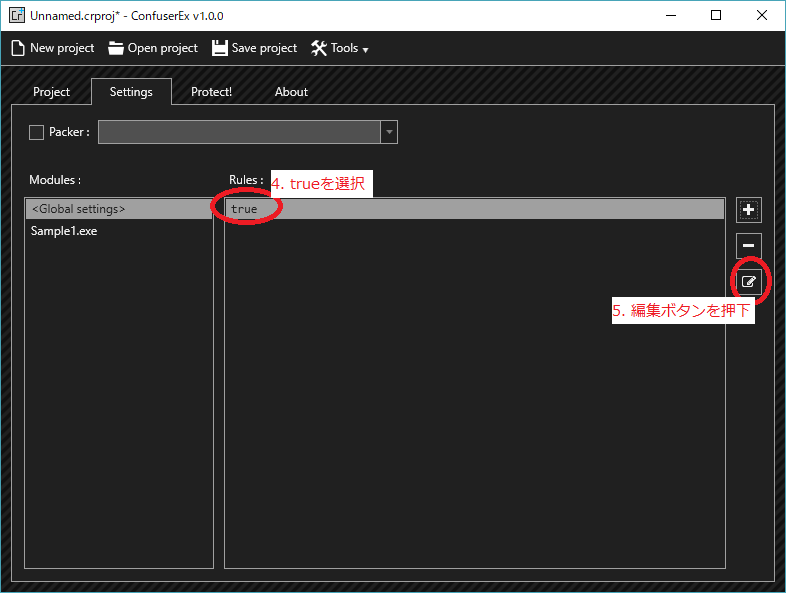 Unnamed.crproj* - ConfuserEx v1.0.0
New project Open project Save project Tools
Project Settings Protect! About
Packer :
Modules : Rules : 4. trueを選択
<Global settings> true
Sample1.exe
5. 編集ボタンを押下